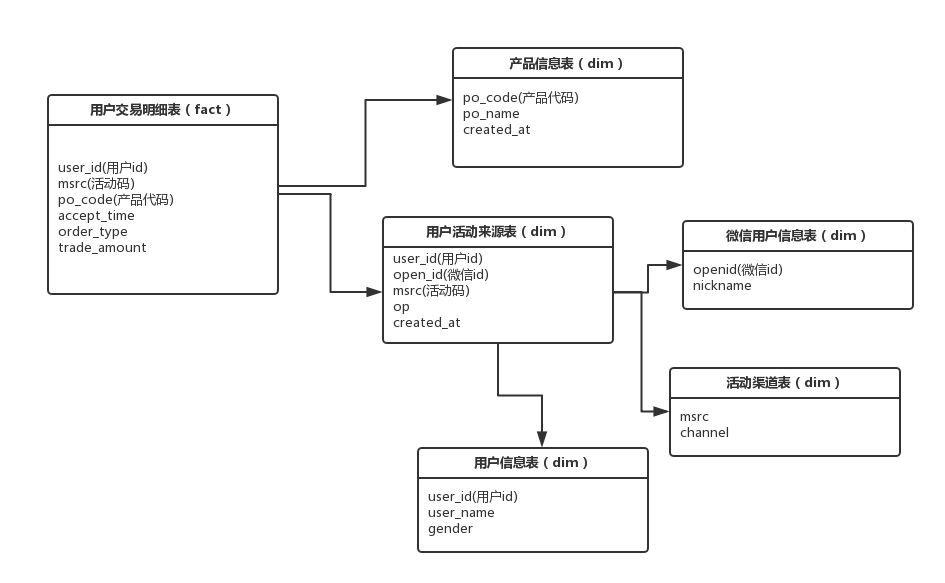 产品信息表（dim）
po_code(产品代码)
po_name
created_at
用户交易明细表（fact）
user_id(用户id)
msrc(活动码)
po_code(产品代码)
accept_time
order_type
trade_amount
用户活动来源表（dim）
user_id(用户id)
open_id(微信id)
msrc(活动码)
op
created_at
微信用户信息表（dim）
openid(微信id)
nickname
活动渠道表（dim）
msrc
channel
用户信息表（dim）
user_id(用户id)
user_name
gender